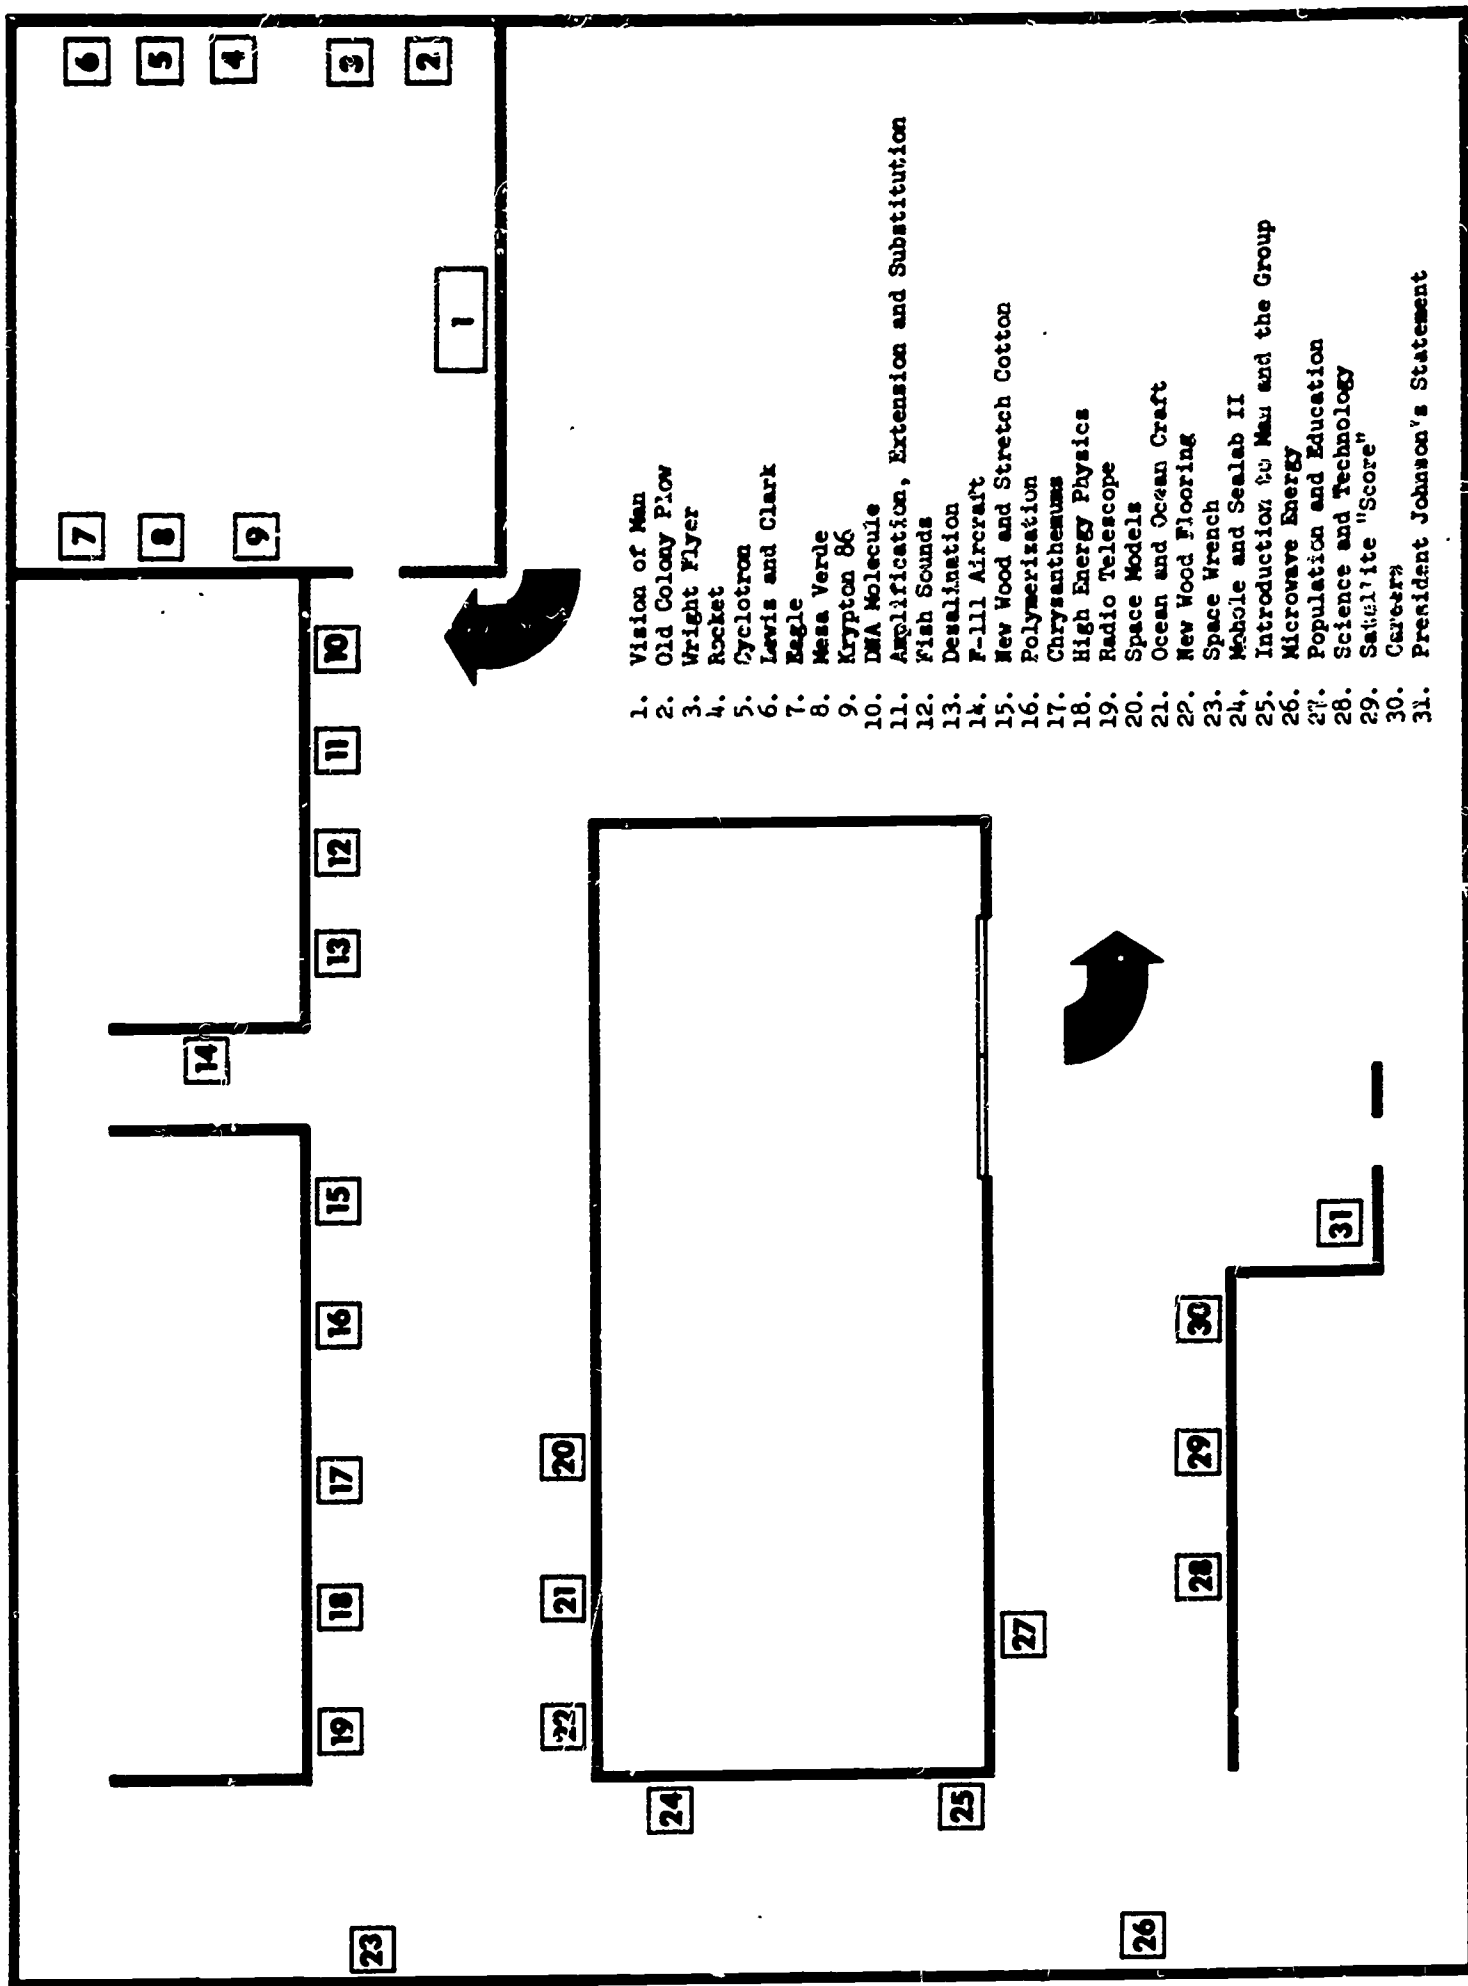 6
5
4
3
2
1
7
8
9
10
11
12
13
14
15
16
17
18
19
20
21
22
23
24
25
26
27
28
29
30
31
1. Vision of Man
2. Old Colony Plow
3. Wright Flyer
4. Rocket
5. Cyclotron
6. Lewis and Clark
7. Eagle
8. Mesa Verde
9. Krypton 86
10. DNA Molecule
11. Amplification, Extension and Substitution
12. Fish Sounds
13. Desalination
14. F-111 Aircraft
15. New Wood and Stretch Cotton
16. Polymerization
17. Chrysanthemums
18. High Energy Physics
19. Radio Telescope
20. Space Models
21. Ocean and Ocean Craft
22. New Wood Flooring
23. Space Wrench
24. Mohole and Sealab II
25. Introduction to Man and the Group
26. Microwave Energy
27. Population and Education
28. Science and Technology
29. Satellite "Score"
30. Careers
31. President Johnson's Statement